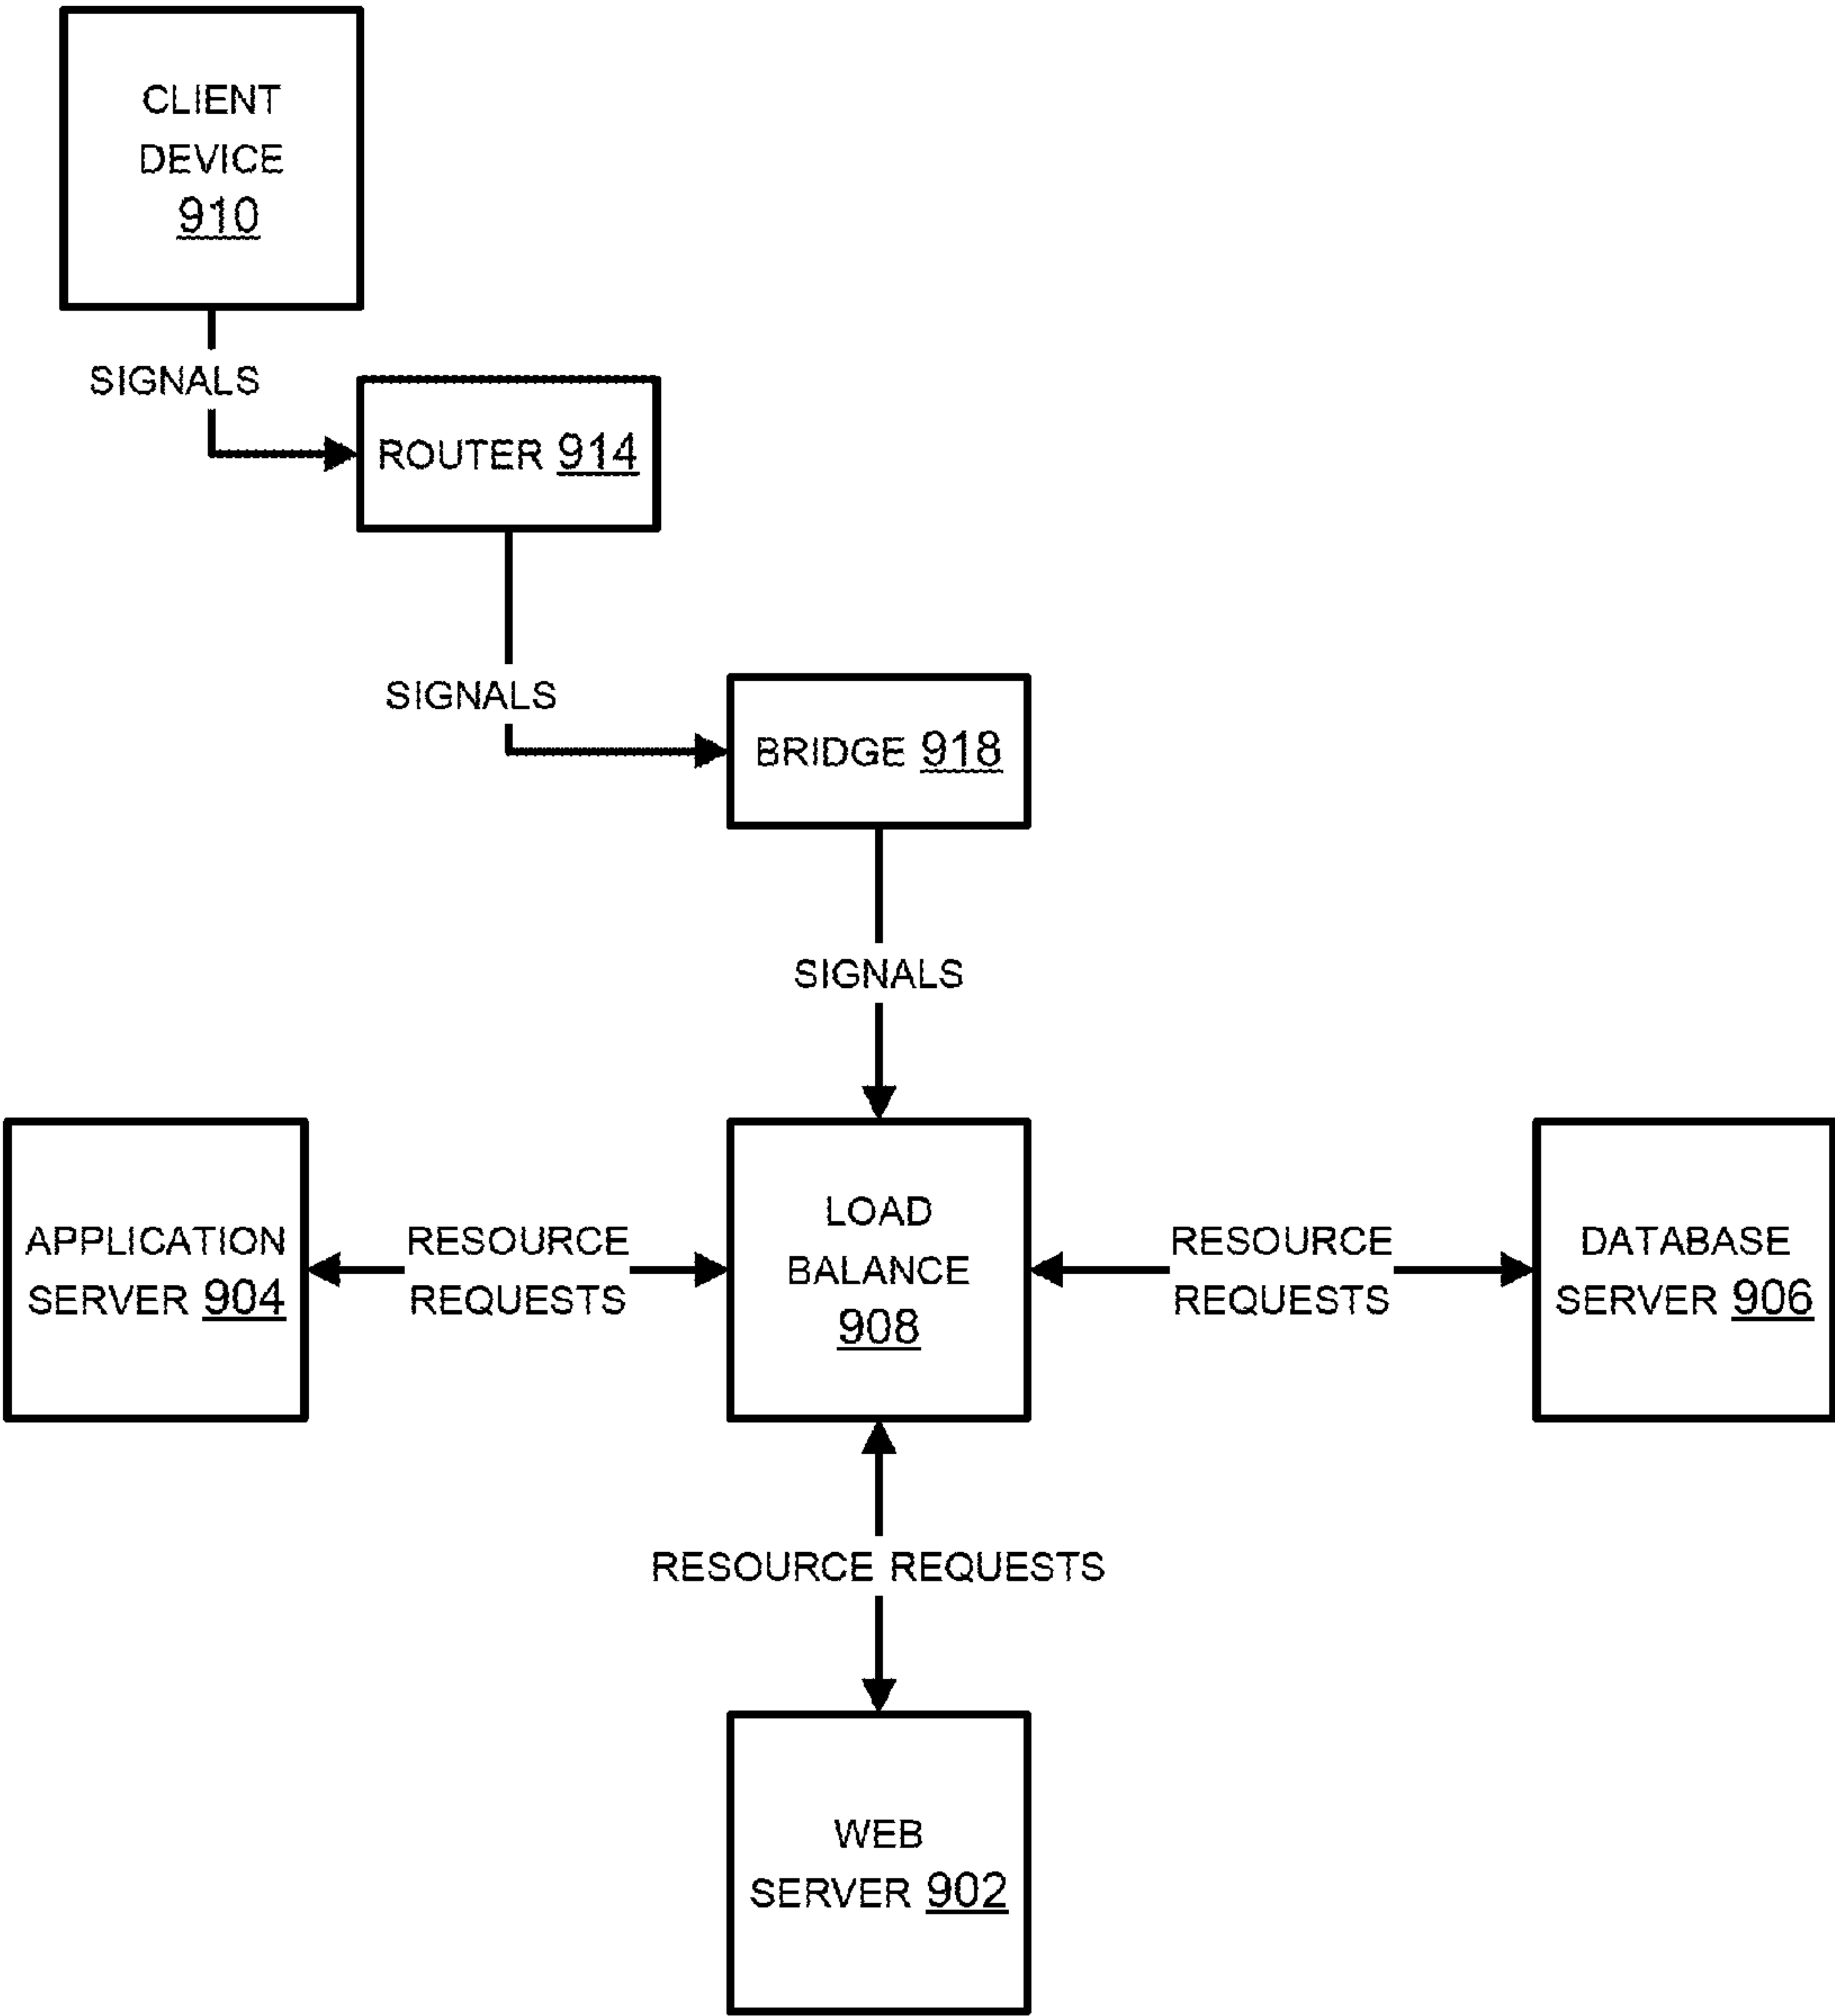 CLIENT
DEVICE
910
SIGNALS
ROUTER 914
SIGNALS
BRIDGE 918
SIGNALS
APPLICATION
SERVER 904
RESOURCE
REQUESTS
LOAD
BALANCE
908
RESOURCE
REQUESTS
DATABASE
SERVER 906
RESOURCE REQUESTS
WEB
SERVER 902